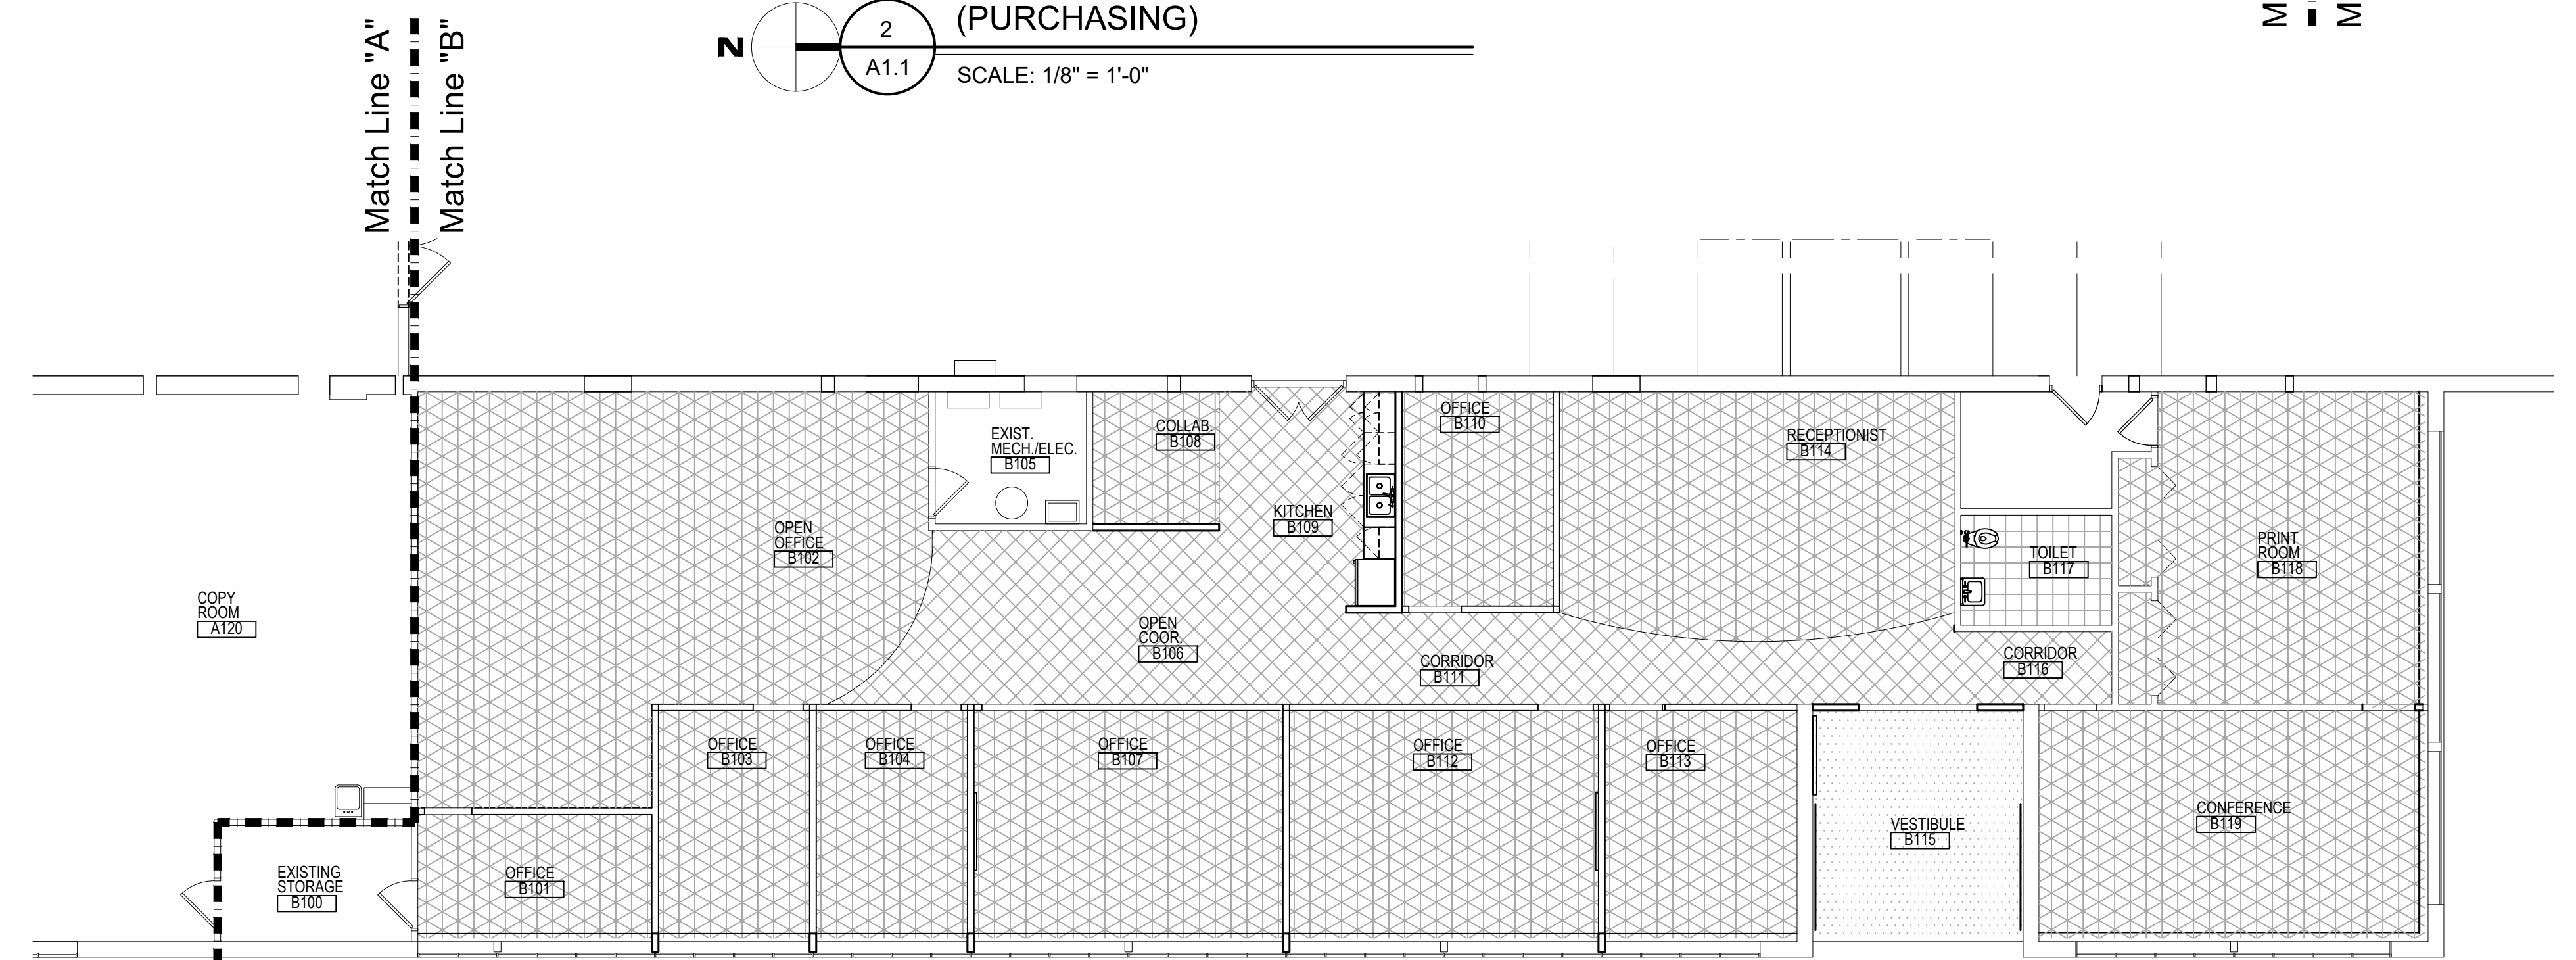 (PURCHASING)
2
A1.1
N
SCALE: 1/8" = 1'-0"
Match Line "A"
Match Line "B"
M
M
COPY
ROOM
A120
EXISTING
STORAGE
B100
OFFICE
B101
OPEN
OFFICE
B102
OFFICE
B103
OFFICE
B104
EXIST.
MECH./ELEC.
B105
OPEN
COOR.
B106
OFFICE
B107
COLLAB.
B108
KITCHEN
B109
OFFICE
B110
CORRIDOR
B111
OFFICE
B112
OFFICE
B113
RECEPTIONIST
B114
VESTIBULE
B115
CORRIDOR
B116
TOILET
B117
PRINT
ROOM
B118
CONFERENCE
B119